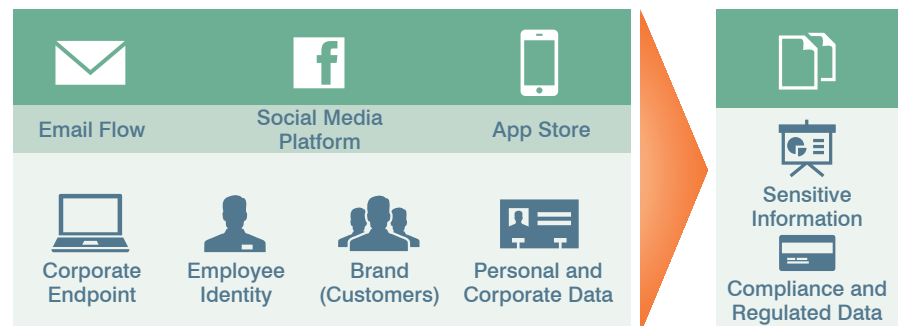 Email Flow
Social Media
Platform
App Store
Corporate
Endpoint
Employee
Identity
Brand
(Customers)
Personal and
Corporate Data
Sensitive
Information
Compliance and
Regulated Data